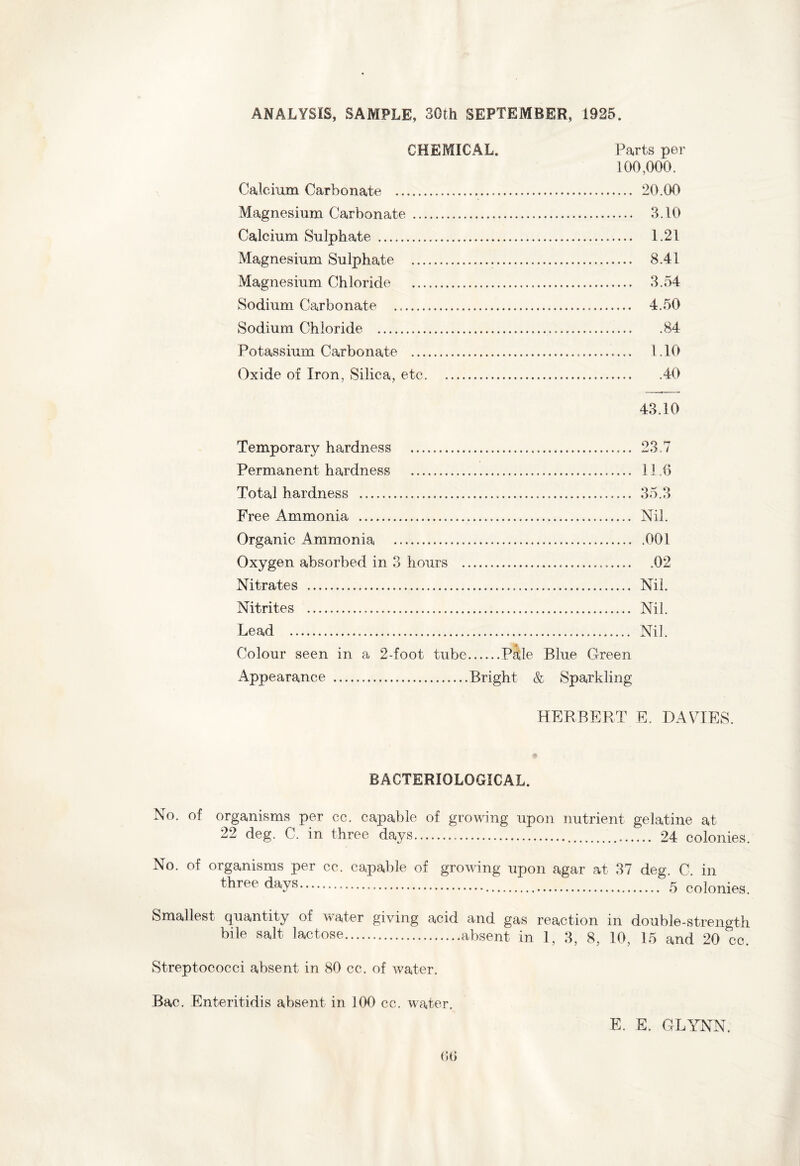 ANALYSIS, SAMPLE, 30th SEPTEMBER, 1925.
CHEMICAL. Parts per
100,000.
Calcium Carbonate ........ 20.00
Magnesium Carbonate ........ 3.10
Calcium Sulphate ........ 1.21
Magnesium Sulphate ........ 8.41
Magnesium Chloride ........ 3.54
Sodium Carbonate ........ 4.50
Sodium Chloride ........ .84
Potassium Carbonate ........ 1.10
Oxide of Iron, Silica, etc. ........ .40
43.10
Temporary hardness ........ 23.7
Permanent hardness ........ 11.6
Total hardness ........ 35.3
Free Ammonia ........ Nil.
Organic Ammonia ........ .001
Oxygen absorbed in 3 hours ........ .02
Nitrates ........ Nil.
Nitrites ........ Nil.
Lead ........ Nil.
Colour seen in a 2-foot tube......Pale Blue Green
Appearance ........Bright & Sparkling
HERBERT E. DAVIES.
BACTERIOLOGICAL.
No. of organisms per cc. capable of growing upon nutrient gelatine at
22 deg. C. in three days........ 24 colonies.
No. of organisms per cc. capable of growing upon agar at 37 deg. C. in
three days........ 5 colonies.
Smallest quantity of water giving acid and gas reaction in double-strength
bile salt lactose........absent in 1, 3, 8, 10, 15 and 20 cc.
Streptococci absent in 80 cc. of water.
Bac. Enteritidis absent in 100 cc. water.
E. E. GLYNN.
66